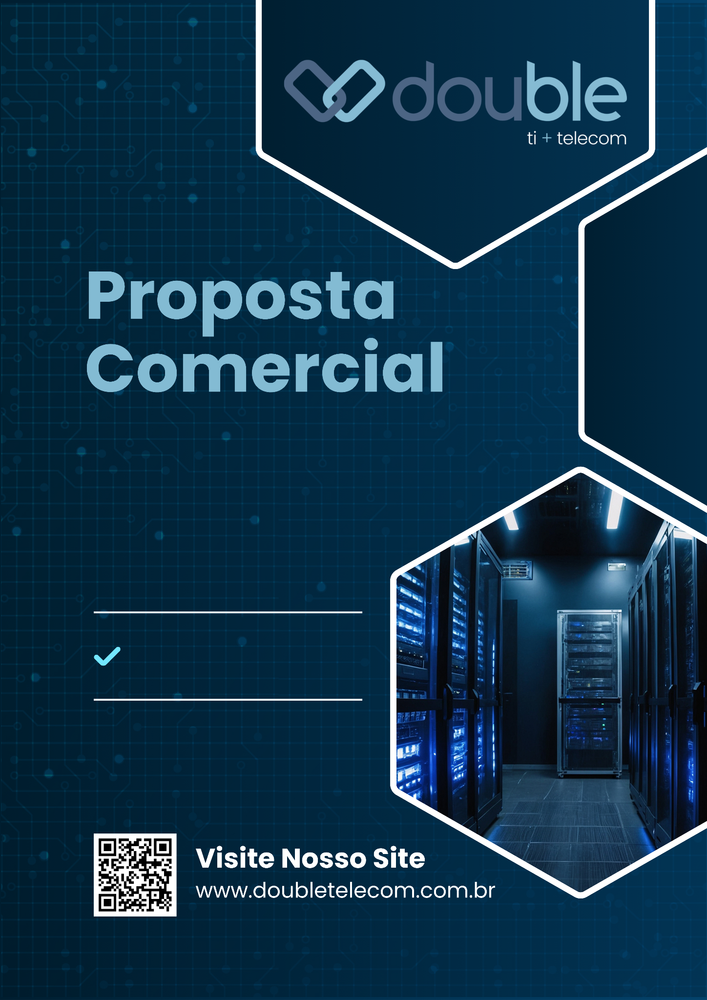 double
ti + telecom
Proposta
Comercial
Visite Nosso Site
www.doubletelecom.com.br